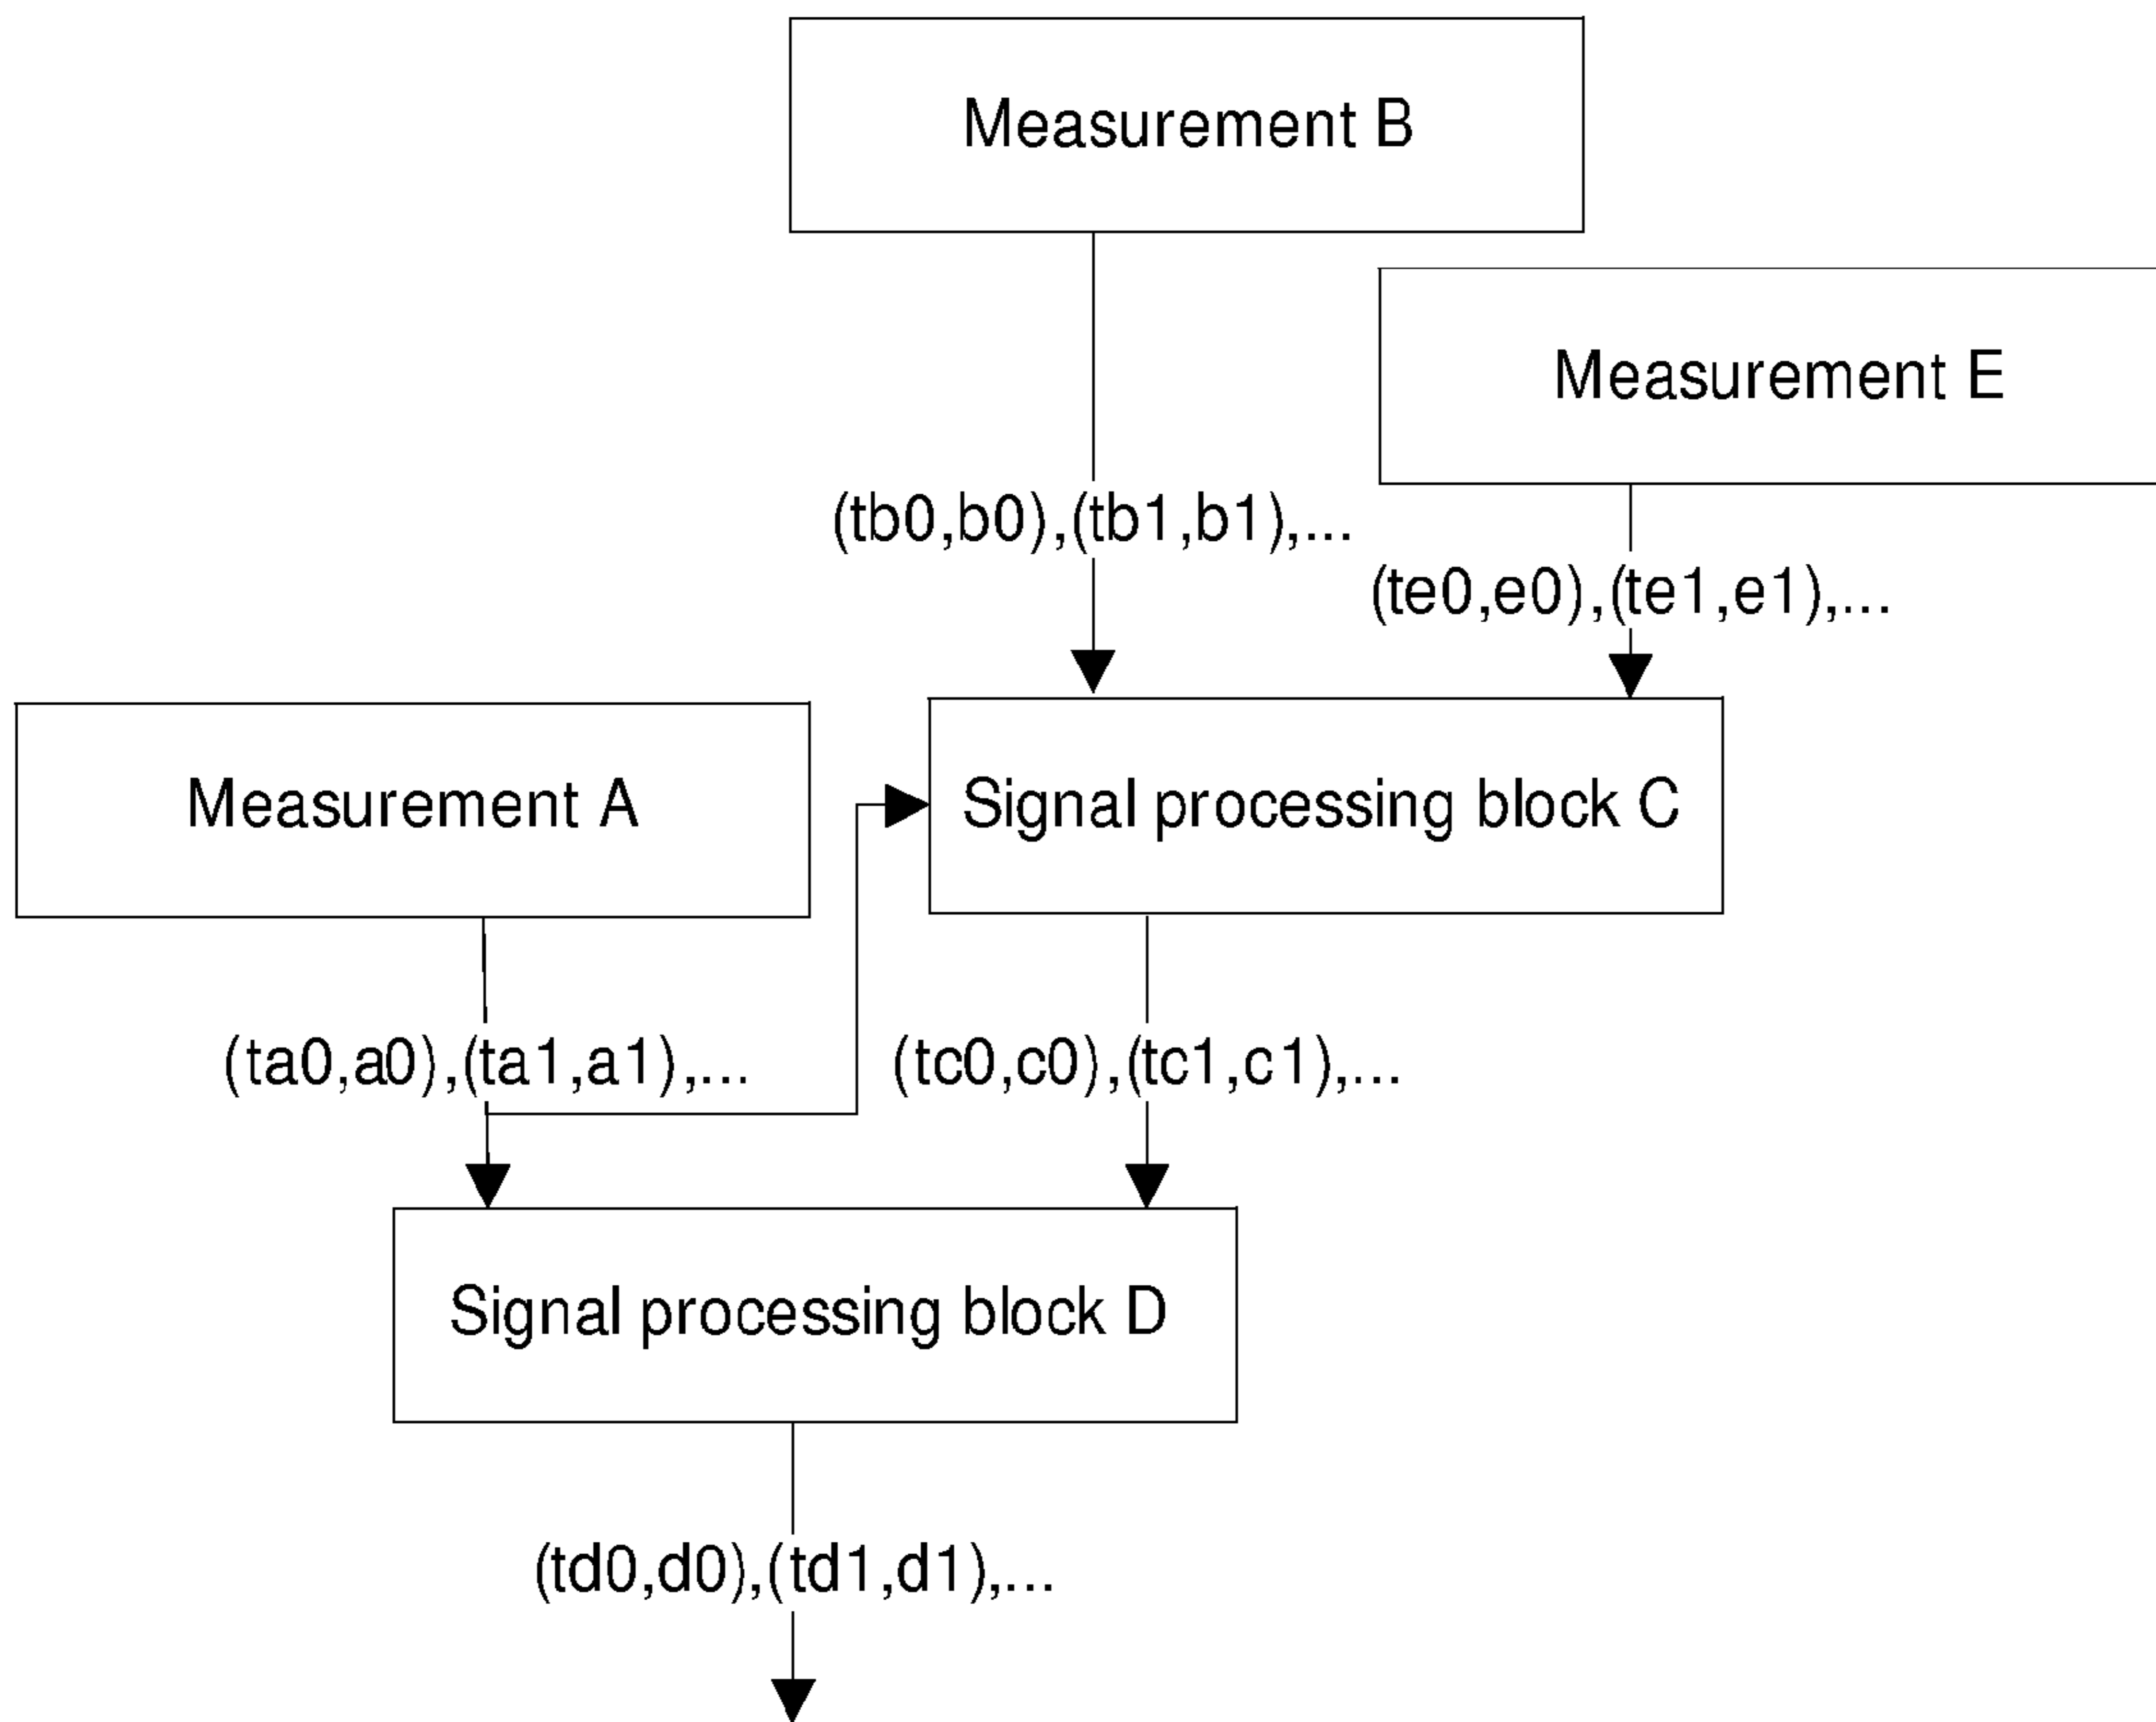 Measurement B
Measurement E
(tb0,b0),(tb1,b1),...
(te0,e0),(te1,e1),...
Measurement A
Signal processing block C
(ta0,a0),(ta1,a1),...
(tc0,c0),(tc1,c1),...
Signal processing block D
(td0,d0),(td1,d1),...